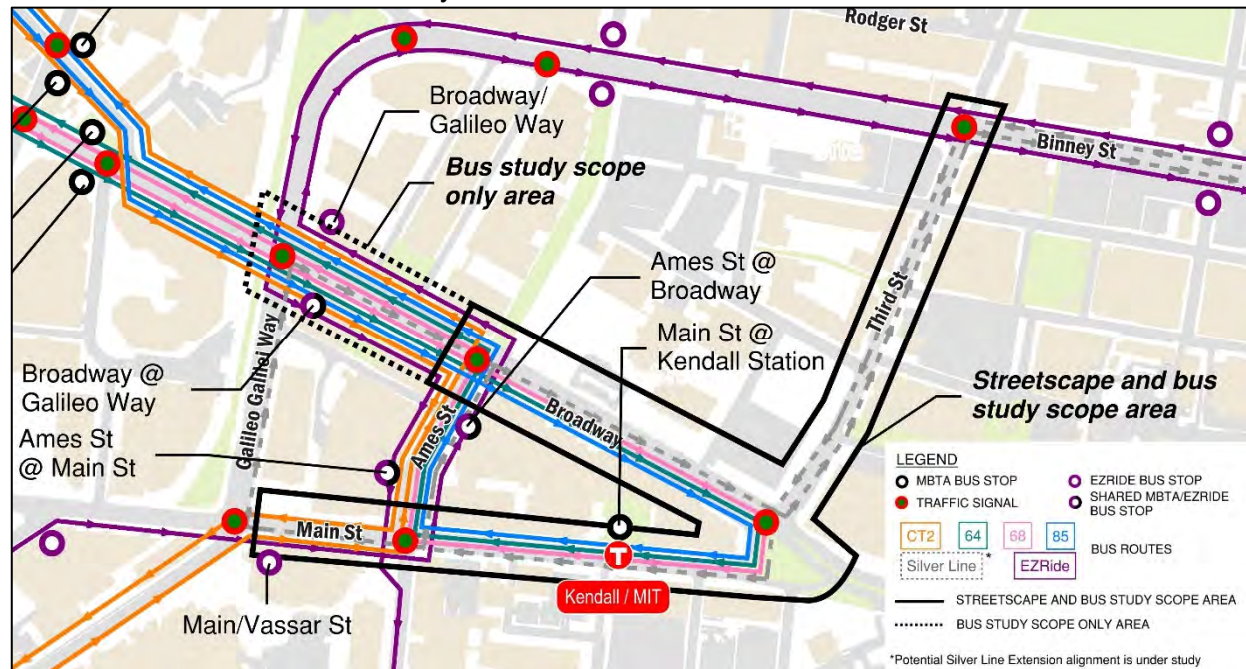 Rodger St
Binney St
Broadway/
Galileo Way
Bus study scope
only area
Ames St @
Broadway
Main St @
Kendall Station
Third St
Broadway @
Galileo Way
Galileo Galilei Way
Ames St
@ Main St
Ames St
Broadway
Streetscape and bus
study scope area
Main St
T
Kendall / MIT
Main/Vassar St
LEGEND
MBTA BUS STOP
EZRIDE BUS STOP
TRAFFIC SIGNAL
SHARED MBTA/EZRIDE
BUS STOP
CT2 64 68 85 BUS ROUTES
Silver Line * EZRide
STREETSCAPE AND BUS STUDY SCOPE AREA
BUS STUDY SCOPE ONLY AREA
*Potential Silver Line Extension alignment is under study